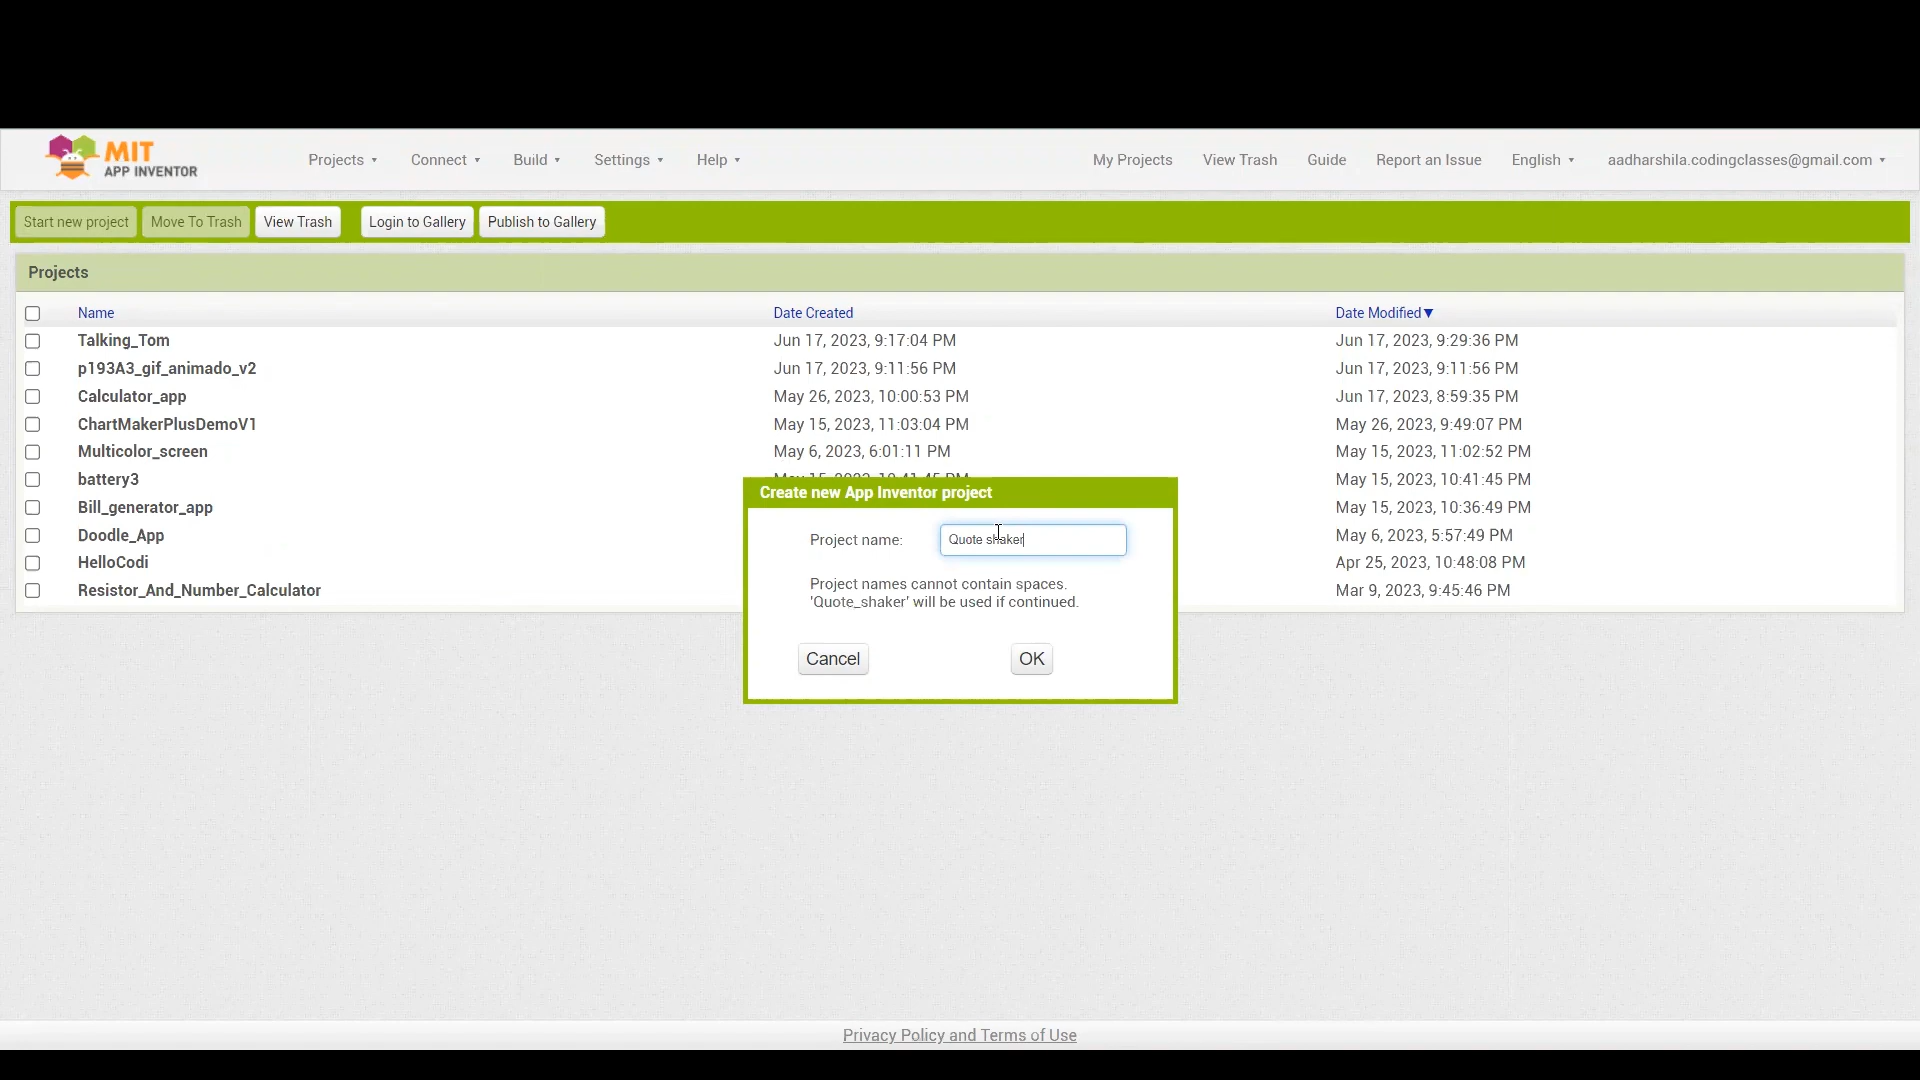 MIT
APP INVENTOR
Projects
Connect
Build
Settings
Help
My Projects
View Trash
Guide
Report an Issue
English
aadharshila.codingclasses@gmail.com
Start new project
Move To Trash
View Trash
Login to Gallery
Publish to Gallery
Projects
Name Date Created Date Modified
Talking_Tom Jun 17, 2023, 9:17:04 PM Jun 17, 2023, 9:29:36 PM
p193A3_gif_animado_v2 Jun 17, 2023, 9:11:56 PM Jun 17, 2023, 9:11:56 PM
Calculator_app May 26, 2023, 10:00:53 PM Jun 17, 2023, 8:59:35 PM
ChartMakerPlusDemoV1 May 15, 2023, 11:03:04 PM May 26, 2023, 9:49:07 PM
Multicolor_screen May 6, 2023, 6:01:11 PM May 15, 2023, 11:02:52 PM
battery3 May 15, 2023, 10:41:45 PM May 15, 2023, 10:41:45 PM
Bill_generator_app May 15, 2023, 10:36:49 PM
Doodle_App May 6, 2023, 5:57:49 PM
HelloCodi Apr 25, 2023, 10:48:08 PM
Resistor_And_Number_Calculator Mar 9, 2023, 9:45:46 PM
Create new App Inventor project
Project name: Quote shaker
Project names cannot contain spaces.
'Quote_shaker' will be used if continued.
Cancel
OK
Privacy Policy and Terms of Use